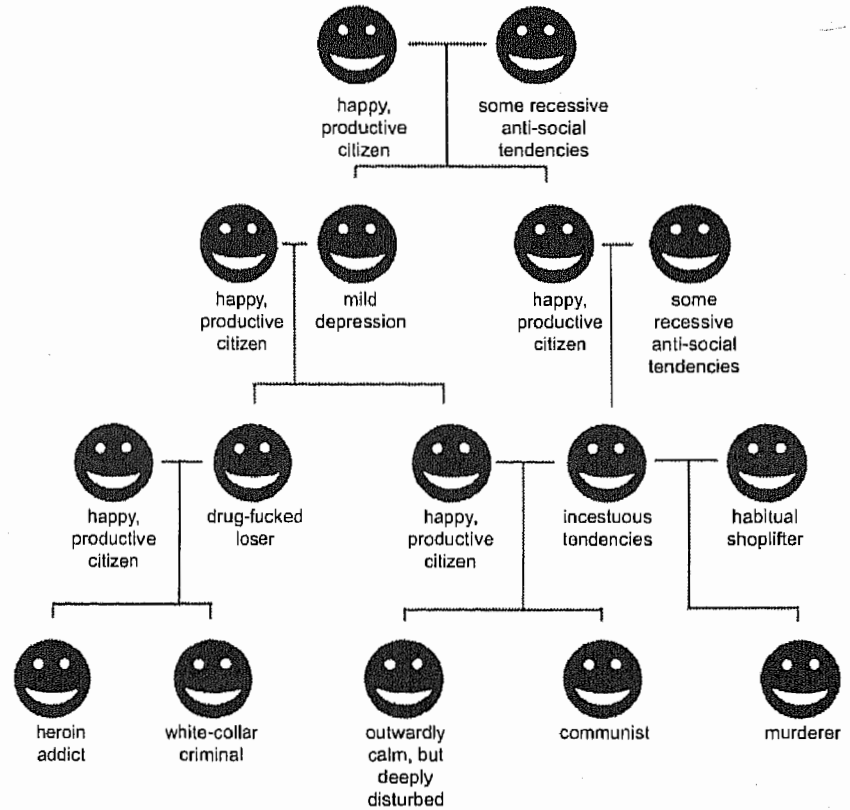 happy,
productive
citizen
some recessive
anti-social
tendencies
happy,
productive
citizen
mild
depression
happy,
productive
citizen
some
recessive
anti-social
tendencies
happy,
productive
citizen
drug-fucked
loser
happy,
productive
citizen
incestuous
tendencies
habitual
shoplifter
heroin
addict
white-collar
criminal
outwardly
calm, but
deeply
disturbed
communist
murderer